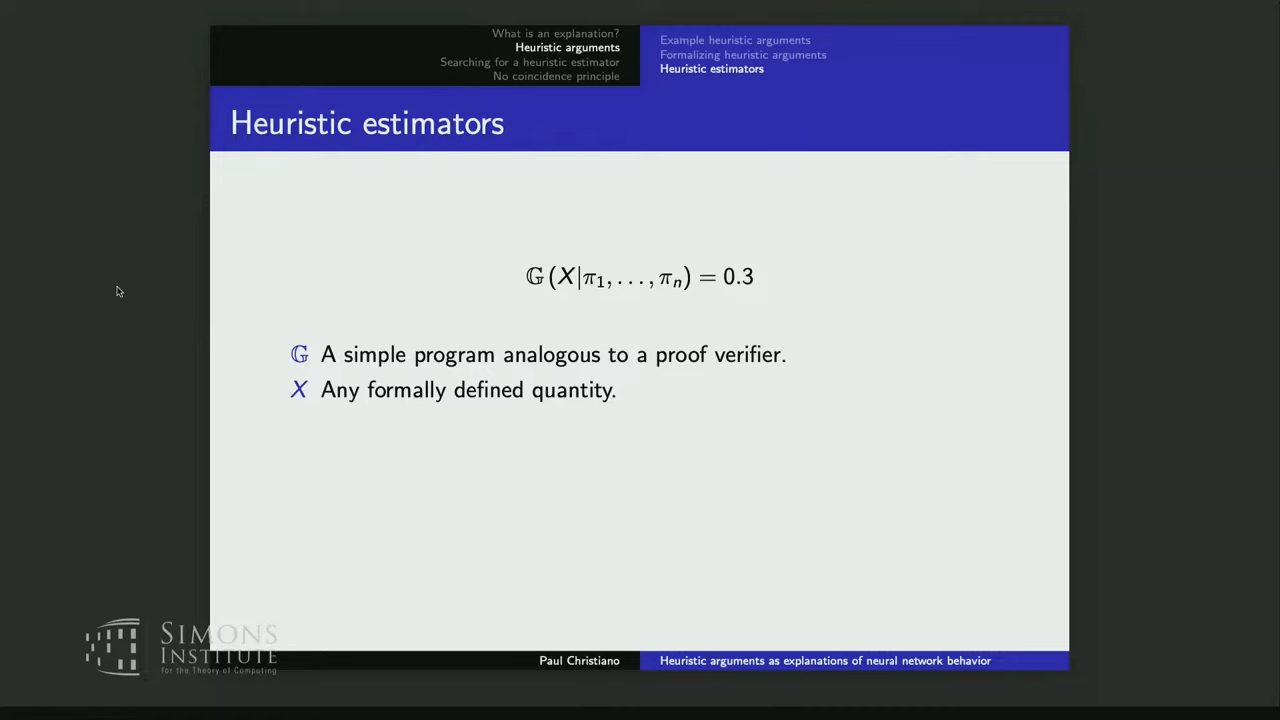 What is an explanation?
Heuristic arguments
Searching for a heuristic estimator
No coincidence principle
Example heuristic arguments
Formalizing heuristic arguments
Heuristic estimators
Heuristic estimators
𝔾(X|π₁, . . . , πₙ) = 0.3
𝔾 A simple program analogous to a proof verifier.
X Any formally defined quantity.
SIMONS
INSTITUTE
for the Theory of Computing
Paul Christiano
Heuristic arguments as explanations of neural network behavior